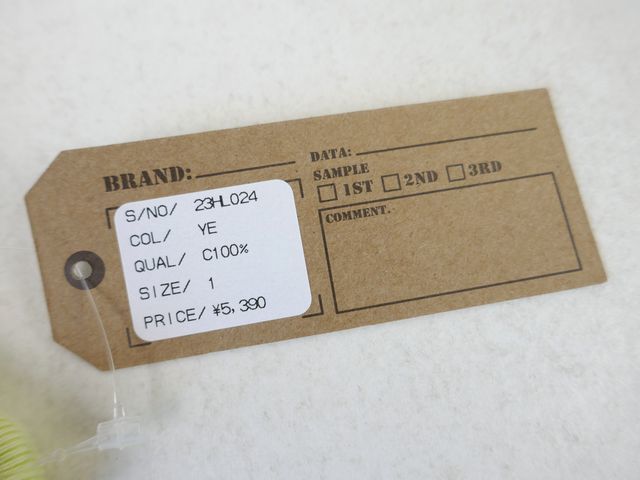 BRAND:
DATA:
SAMPLE
1ST 2ND 3RD
COMMENT.
S/NO/ 23HL024
COL/ YE
QUAL/ C100%
SIZE/ 1
PRICE/ ¥5,390